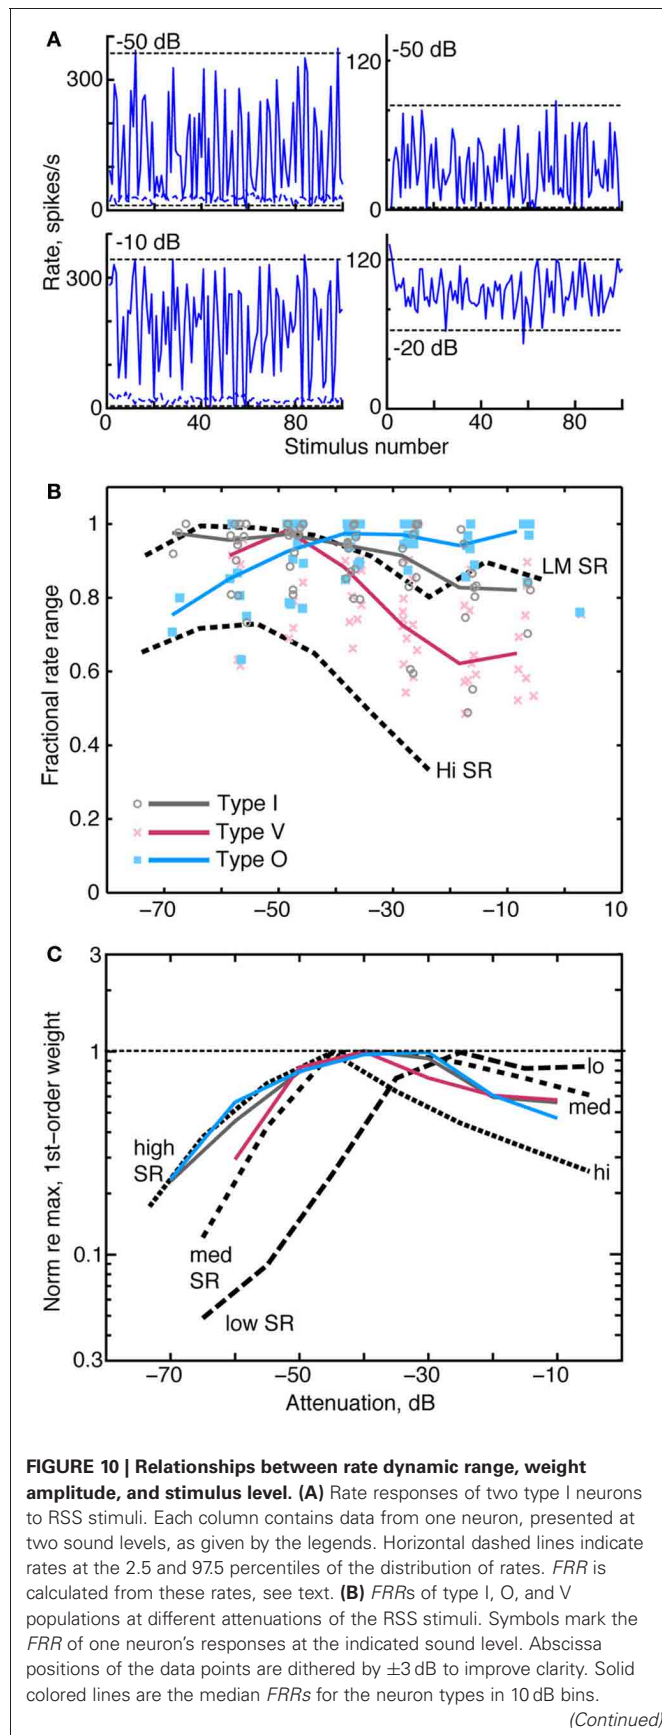 A
-50 dB
-50 dB
120
300
0
0
-10 dB
120
300
-20 dB
0
0
0
40
80
40
80
Rate, spikes/s
Stimulus number
B
1
0.8
0.6
0.4
0.2
0
Fractional rate range
LM SR
Hi SR
Type I
Type V
Type O
−70
−50
−30
−10
10
C
3
1
0.1
0.3
Norm re max, 1st−order weight
lo
med
hi
high
SR
med
SR
low SR
−70
−50
−30
−10
Attenuation, dB
FIGURE 10 | Relationships between rate dynamic range, weight
amplitude, and stimulus level. (A) Rate responses of two type I neurons
to RSS stimuli. Each column contains data from one neuron, presented at
two sound levels, as given by the legends. Horizontal dashed lines indicate
rates at the 2.5 and 97.5 percentiles of the distribution of rates. FRR is
calculated from these rates, see text. (B) FRRs of type I, O, and V
populations at different attenuations of the RSS stimuli. Symbols mark the
FRR of one neuron's responses at the indicated sound level. Abscissa
positions of the data points are dithered by ±3 dB to improve clarity. Solid
colored lines are the median FRRs for the neuron types in 10 dB bins.
(Continued)